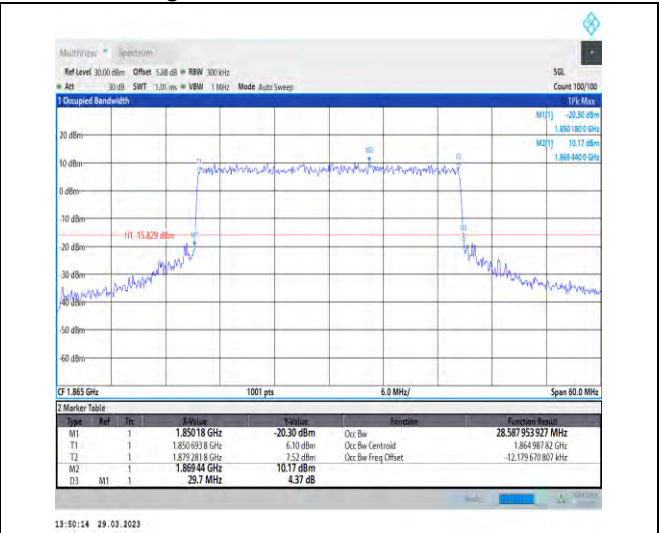 MultiView Spectrum
Ref Level 30.00 dBm Offset 5.88 dB RBW 300 kHz SGL
Att 30 dB SWT 1.01 ms VBW 1 MHz Mode Auto Sweep Count 100/100
1 Occupied Bandwidth 1Pk Max
M1[1] -20.30 dBm
1.850 180 0 GHz
M2[1] 10.17 dBm
1.869 440 0 GHz
20 dBm
M2
T1 T2
10 dBm
0 dBm
-10 dBm
H1 -15.829 dBm M1 D3
-20 dBm
-30 dBm
-40 dBm
-50 dBm
-60 dBm
CF 1.865 GHz 1001 pts 6.0 MHz/ Span 60.0 MHz
2 Marker Table
Type Ref Trc X-Value Y-Value Function Function Result
M1 1 1.85018 GHz -20.30 dBm Occ Bw 28.587 953 927 MHz
T1 1 1.850 693 8 GHz 6.10 dBm Occ Bw Centroid 1.864 987 82 GHz
T2 1 1.879 281 8 GHz 7.52 dBm Occ Bw Freq Offset -12.179 670 807 kHz
M2 1 1.869 44 GHz 10.17 dBm
D3 M1 1 29.7 MHz 4.37 dB
13:50:14 29.03.2023